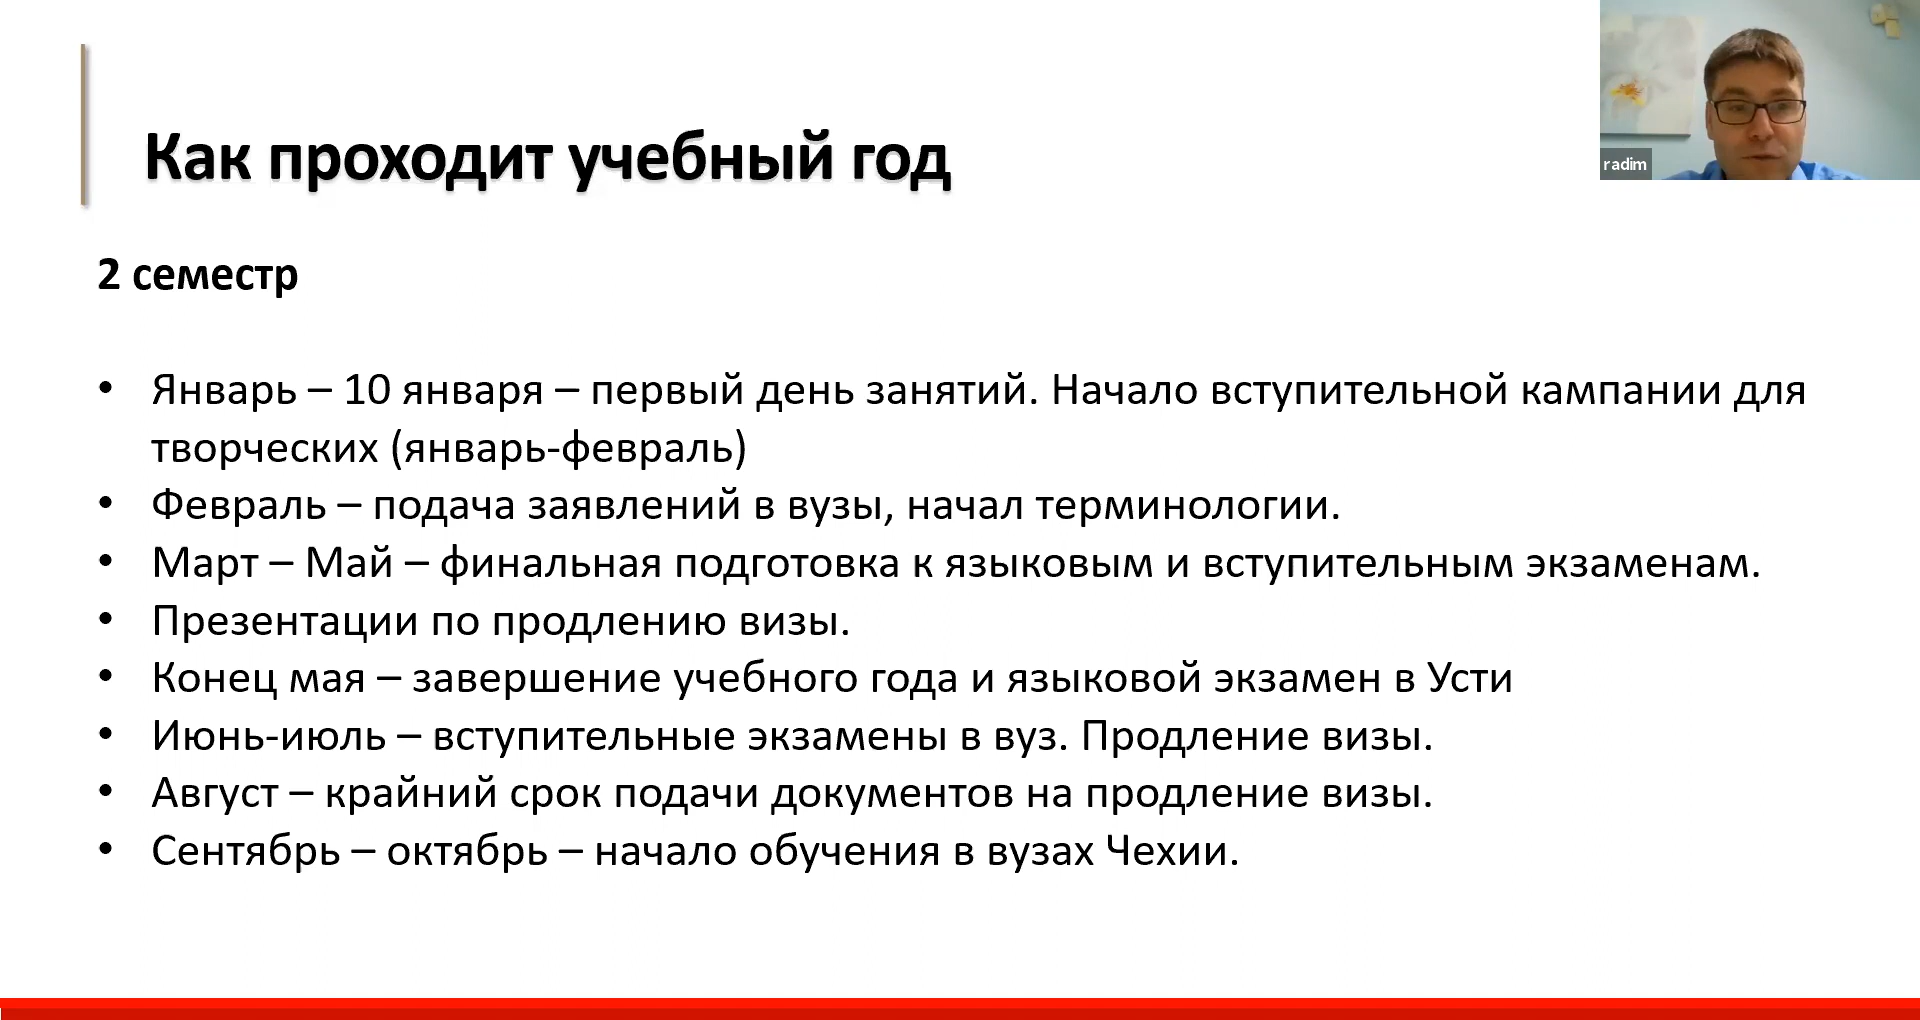 Как проходит учебный год
radim
2 семестр
• Январь – 10 января – первый день занятий. Начало вступительной кампании для
творческих (январь-февраль)
• Февраль – подача заявлений в вузы, начал терминологии.
• Март – Май – финальная подготовка к языковым и вступительным экзаменам.
• Презентации по продлению визы.
• Конец мая – завершение учебного года и языковой экзамен в Усти
• Июнь-июль – вступительные экзамены в вуз. Продление визы.
• Август – крайний срок подачи документов на продление визы.
• Сентябрь – октябрь – начало обучения в вузах Чехии.